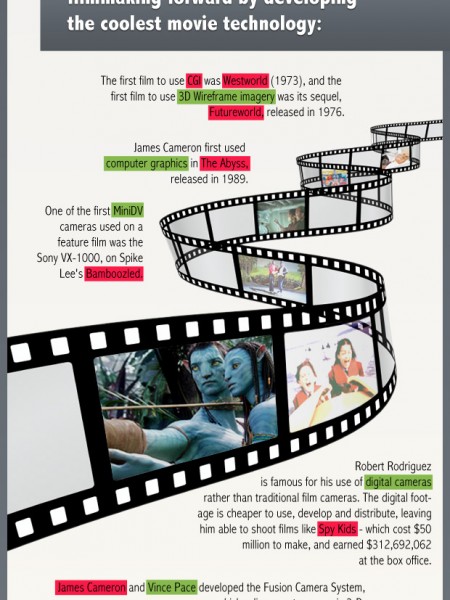 filmmaking forward by developing
the coolest movie technology:
The first film to use CGI was Westworld (1973), and the
first film to use 3D Wireframe imagery was its sequel,
Futureworld, released in 1976.
James Cameron first used
computer graphics in The Abyss,
released in 1989.
One of the first MiniDV
cameras used on a
feature film was the
Sony VX-1000, on Spike
Lee's Bamboozled.
Robert Rodriguez
is famous for his use of digital cameras
rather than traditional film cameras. The digital foot-
age is cheaper to use, develop and distribute, leaving
him able to shoot films like Spy Kids - which cost $50
million to make, and earned $312,692,062
at the box office.
James Cameron and Vince Pace developed the Fusion Camera System,